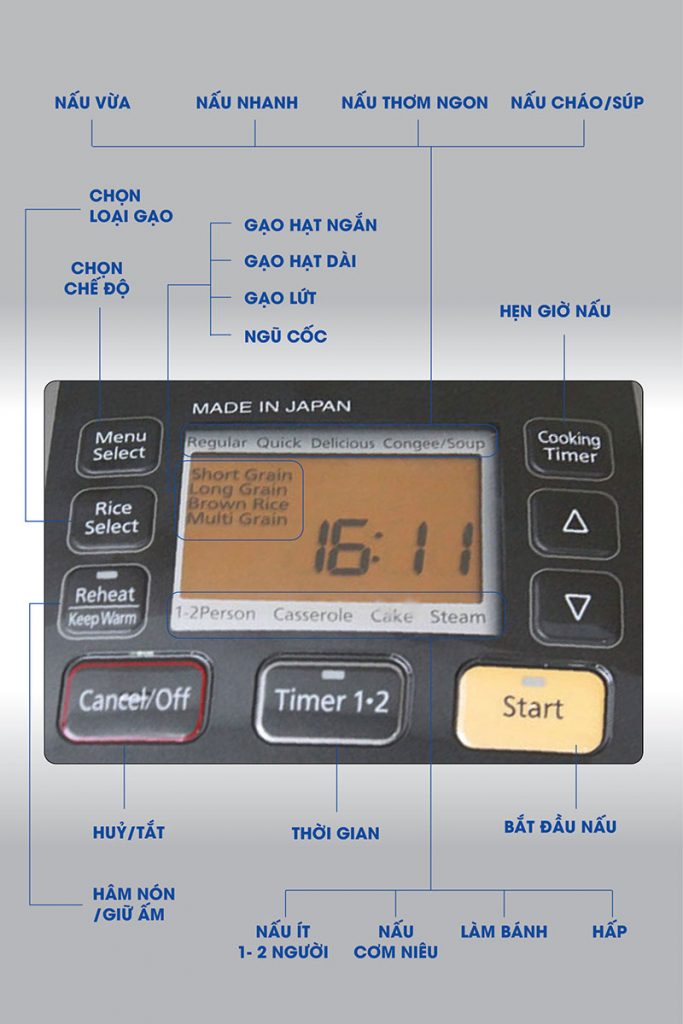 NẤU VỪA NẤU NHANH NẤU THƠM NGON NẤU CHÁO/SÚP
CHỌN
LOẠI GẠO
GẠO HẠT NGẮN
GẠO HẠT DÀI
GẠO LỨT
NGŨ CỐC
CHỌN
CHẾ ĐỘ
HẸN GIỜ NẤU
MADE IN JAPAN
Menu
Select
Regular Quick Delicious Congee/Soup
Cooking
Timer
Short Grain
Long Grain
Brown Rice
Multi Grain
Rice
Select
16:11
Reheat
Keep Warm
1-2Person Casserole Cake Steam
Cancel/Off
Timer 1•2
Start
HUỶ/TẮT
THỜI GIAN
BẮT ĐẦU NẤU
HÂM NÓN
/GIỮ ẤM
NẤU ÍT
1- 2 NGƯỜI
NẤU
CƠM NIÊU
LÀM BÁNH
HẤP